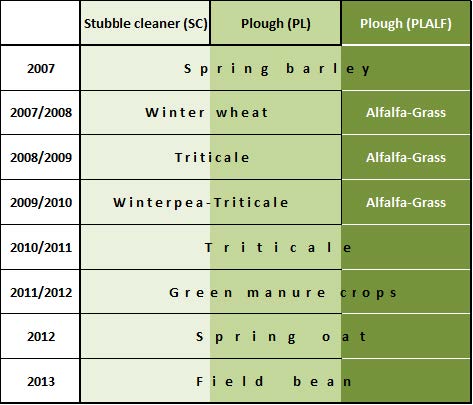 Stubble cleaner (SC) Plough (PL) Plough (PLALF)
2007 Spring barley
2007/2008 Winter wheat Alfalfa-Grass
2008/2009 Triticale Alfalfa-Grass
2009/2010 Winterpea-Triticale Alfalfa-Grass
2010/2011 Triticale
2011/2012 Green manure crops
2012 Spring oat
2013 Field bean